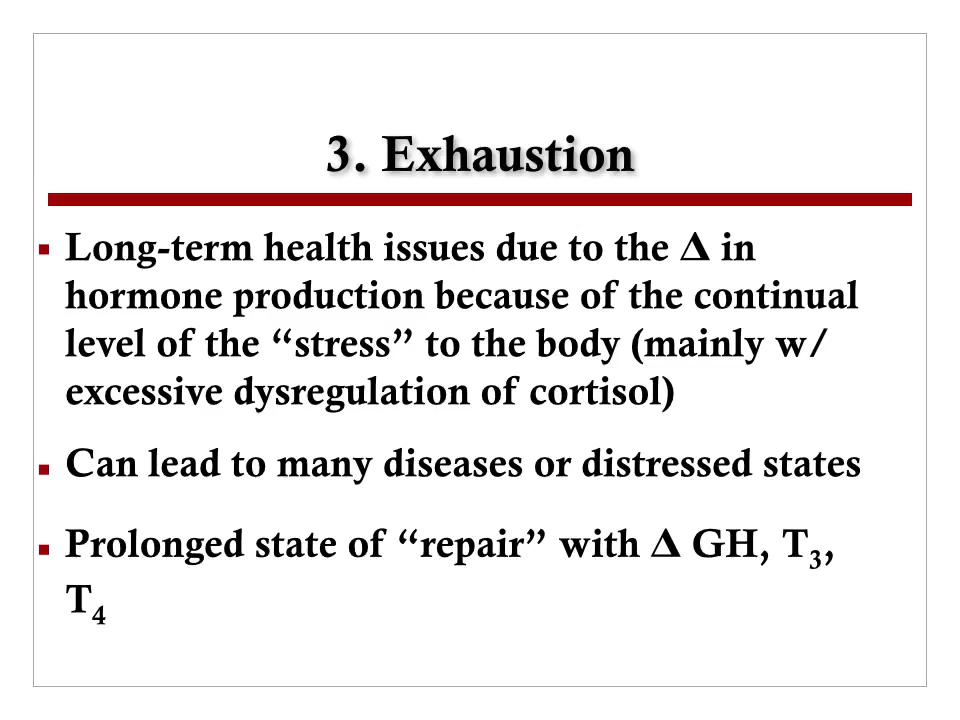 3. Exhaustion
▪ Long-term health issues due to the Δ in
hormone production because of the continual
level of the “stress” to the body (mainly w/
excessive dysregulation of cortisol)
▪ Can lead to many diseases or distressed states
▪ Prolonged state of “repair” with Δ GH, T₃,
T₄